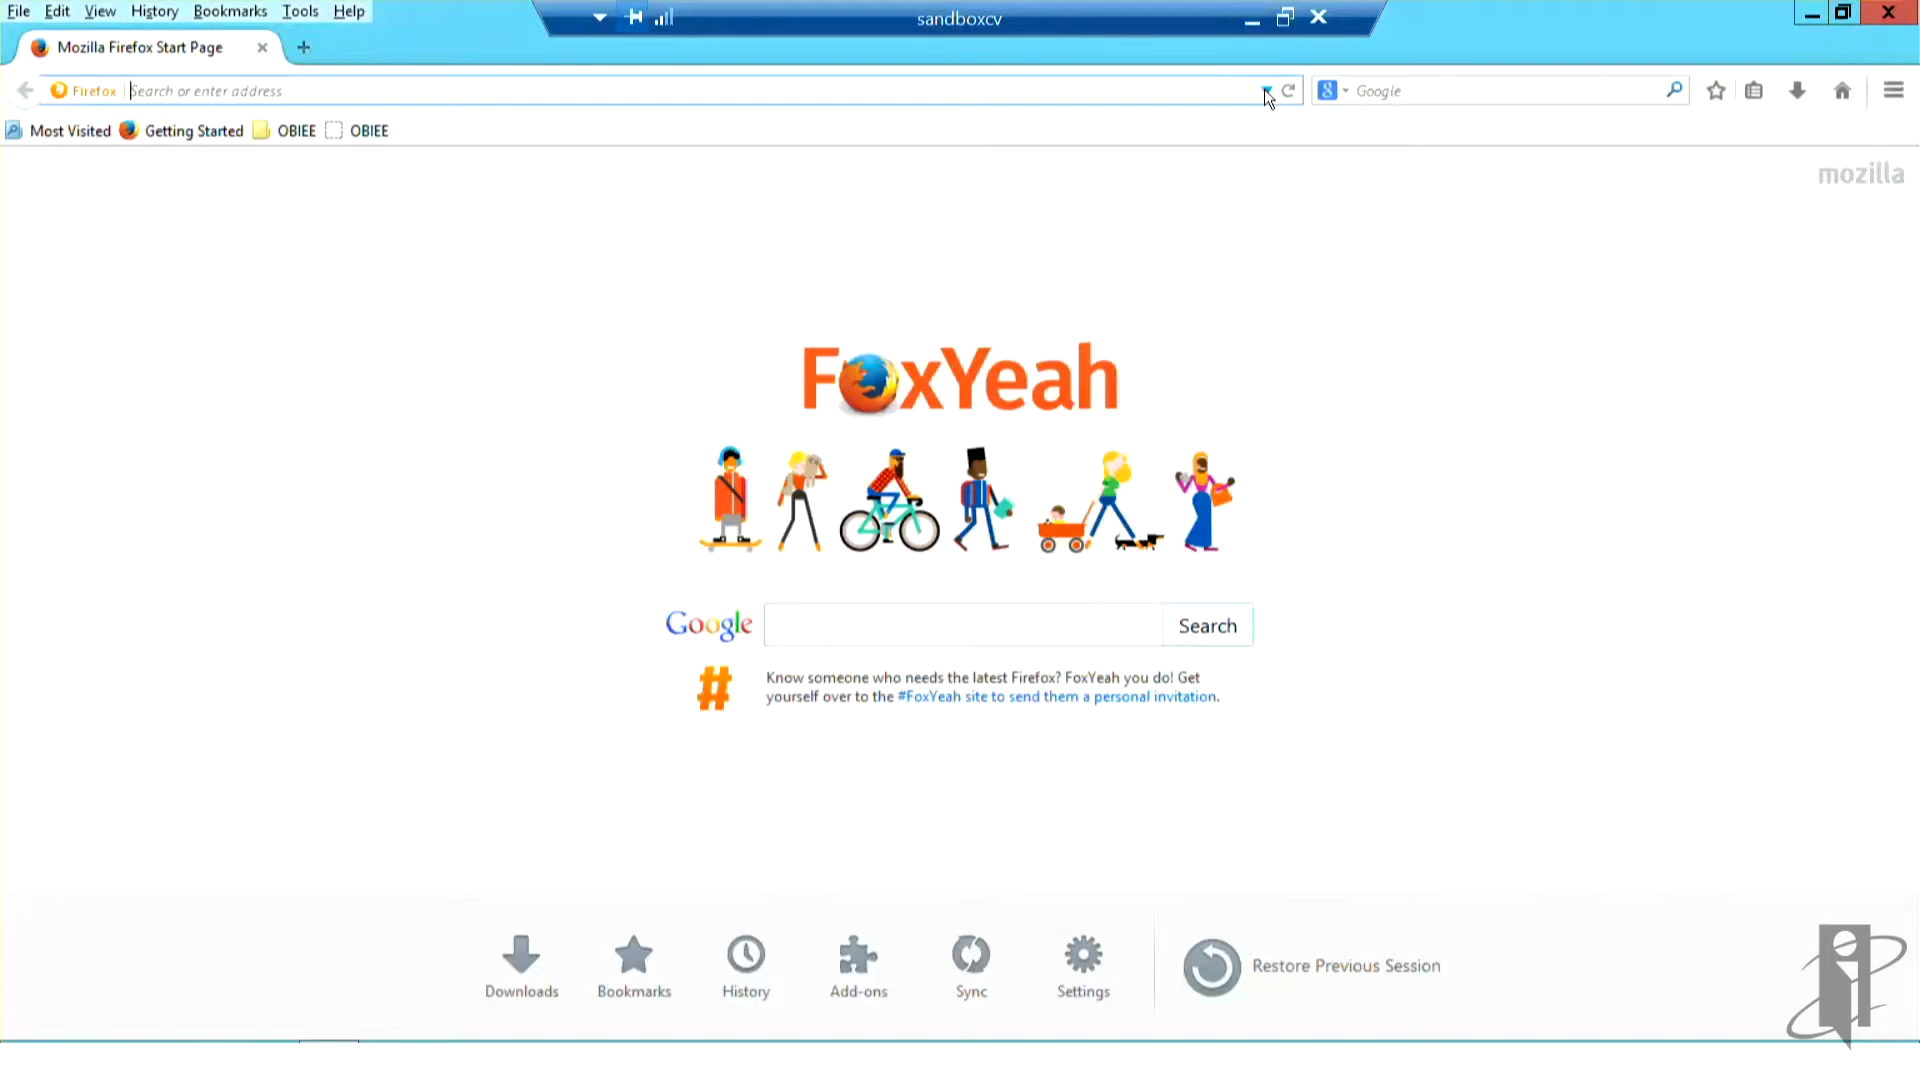 File Edit View History Bookmarks Tools Help
sandboxcv
Mozilla Firefox Start Page
Firefox Search or enter address
Google
Most Visited Getting Started OBIEE OBIEE
mozilla
FoxYeah
Google
Search
# Know someone who needs the latest Firefox? FoxYeah you do! Get
yourself over to the #FoxYeah site to send them a personal invitation.
Downloads Bookmarks History Add-ons Sync Settings Restore Previous Session